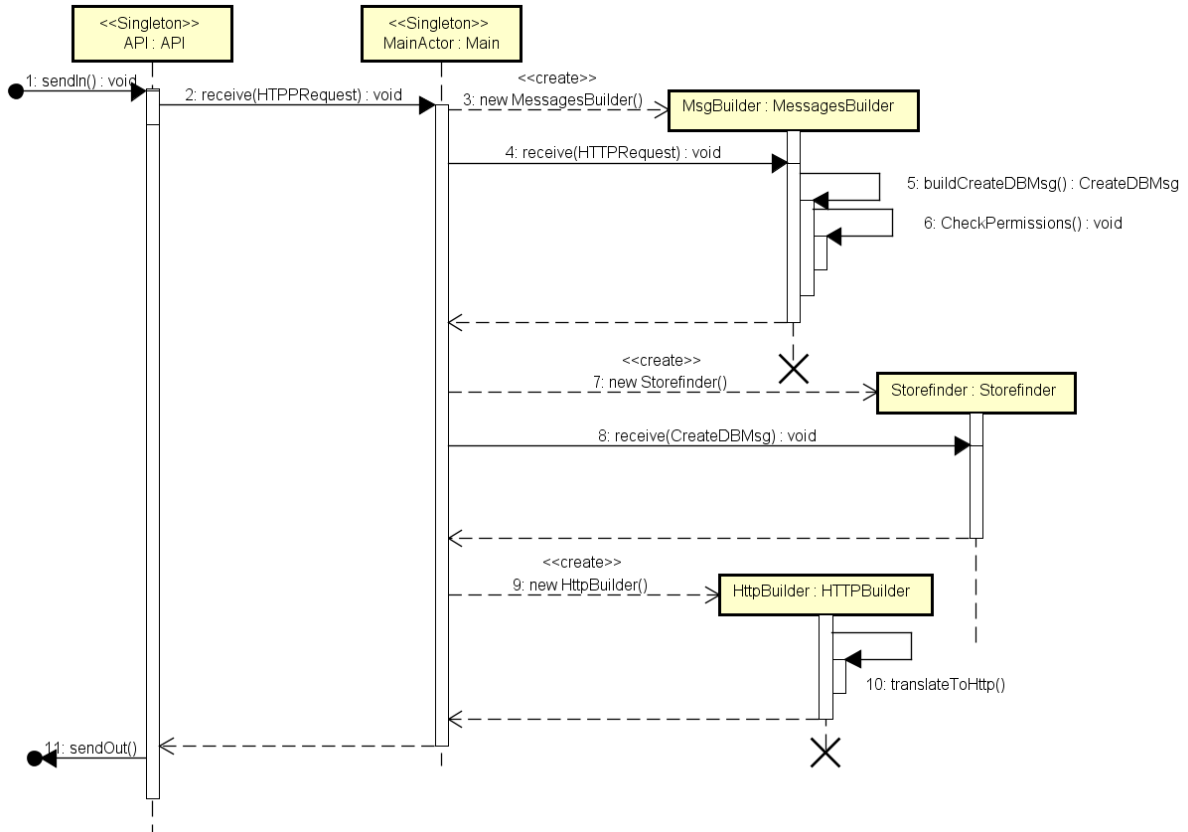 <<Singleton>>
API : API
<<Singleton>>
MainActor : Main
1: sendIn() : void
2: receive(HTPPRequest) : void
<<create>>
3: new MessagesBuilder()
MsgBuilder : MessagesBuilder
4: receive(HTTPRequest) : void
5: buildCreateDBMsg() : CreateDBMsg
6: CheckPermissions() : void
<<create>>
7: new Storefinder()
Storefinder : Storefinder
8: receive(CreateDBMsg) : void
<<create>>
9: new HttpBuilder()
HttpBuilder : HTTPBuilder
10: translateToHttp()
11: sendOut()